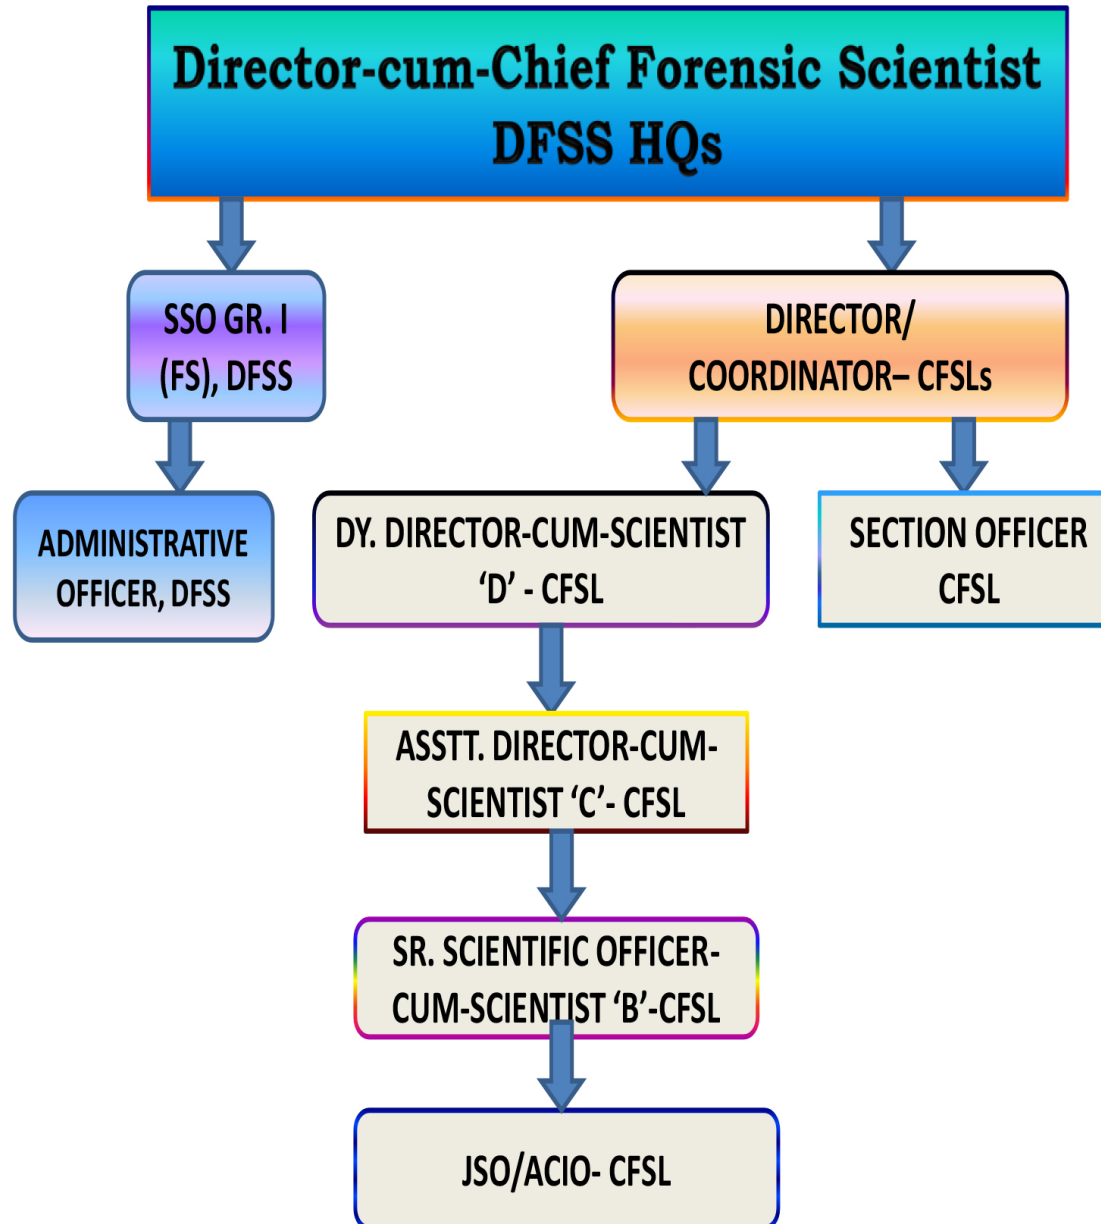 Director-cum-Chief Forensic Scientist
DFSS HQs
SSO GR. I
(FS), DFSS
DIRECTOR/
COORDINATOR– CFSLs
ADMINISTRATIVE
OFFICER, DFSS
DY. DIRECTOR-CUM-SCIENTIST
‘D’ - CFSL
SECTION OFFICER
CFSL
ASSTT. DIRECTOR-CUM-
SCIENTIST ‘C’- CFSL
SR. SCIENTIFIC OFFICER-
CUM-SCIENTIST ‘B’-CFSL
JSO/ACIO- CFSL